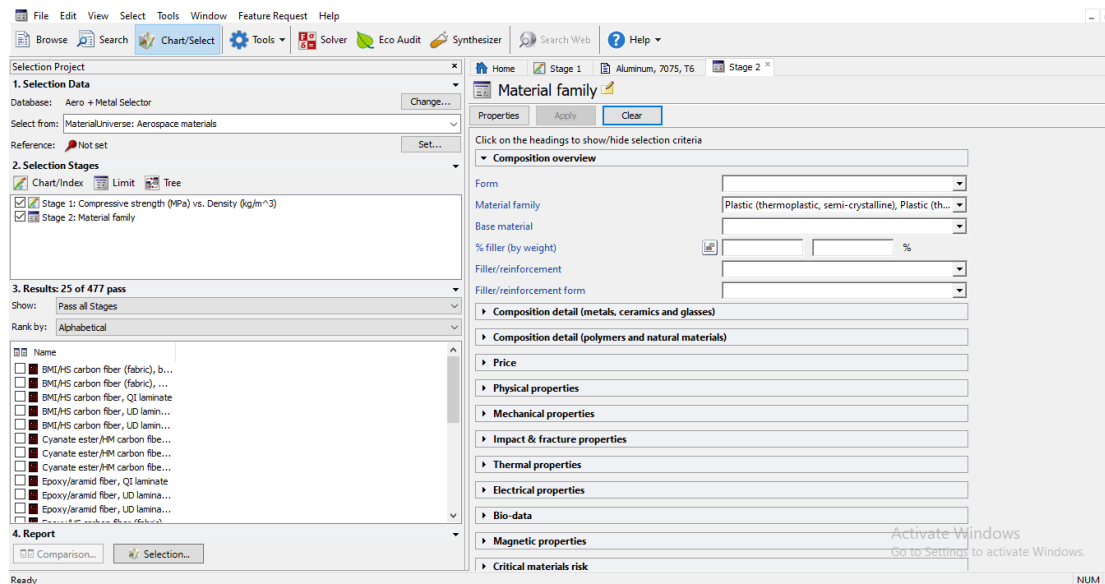 File Edit View Select Tools Window Feature Request Help
Browse Search Chart/Select Tools Solver Eco Audit Synthesizer Search Web Help
Selection Project
1. Selection Data
Database: Aero + Metal Selector Change...
Select from: MaterialUniverse: Aerospace materials
Reference: Not set Set...
2. Selection Stages
Chart/Index Limit Tree
Stage 1: Compressive strength (MPa) vs. Density (kg/m^3)
Stage 2: Material family
3. Results: 25 of 477 pass
Show: Pass all Stages
Rank by: Alphabetical
Name
BMI/HS carbon fiber (fabric), b...
BMI/HS carbon fiber (fabric), ...
BMI/HS carbon fiber, QI laminate
BMI/HS carbon fiber, UD lamin...
BMI/HS carbon fiber, UD lamin...
Cyanate ester/HM carbon fibe...
Cyanate ester/HM carbon fibe...
Cyanate ester/HM carbon fibe...
Epoxy/aramid fiber, QI laminate
Epoxy/aramid fiber, UD lamina...
Epoxy/aramid fiber, UD lamina...
4. Report
Comparison... Selection...
Ready
Home Stage 1 Aluminum, 7075, T6 Stage 2
Material family
Properties Apply Clear
Click on the headings to show/hide selection criteria
Composition overview
Form
Material family Plastic (thermoplastic, semi-crystalline), Plastic (th...
Base material
% filler (by weight) %
Filler/reinforcement
Filler/reinforcement form
Composition detail (metals, ceramics and glasses)
Composition detail (polymers and natural materials)
Price
Physical properties
Mechanical properties
Impact & fracture properties
Thermal properties
Electrical properties
Bio-data
Magnetic properties
Critical materials risk
Activate Windows
Go to Settings to activate Windows.
NUM